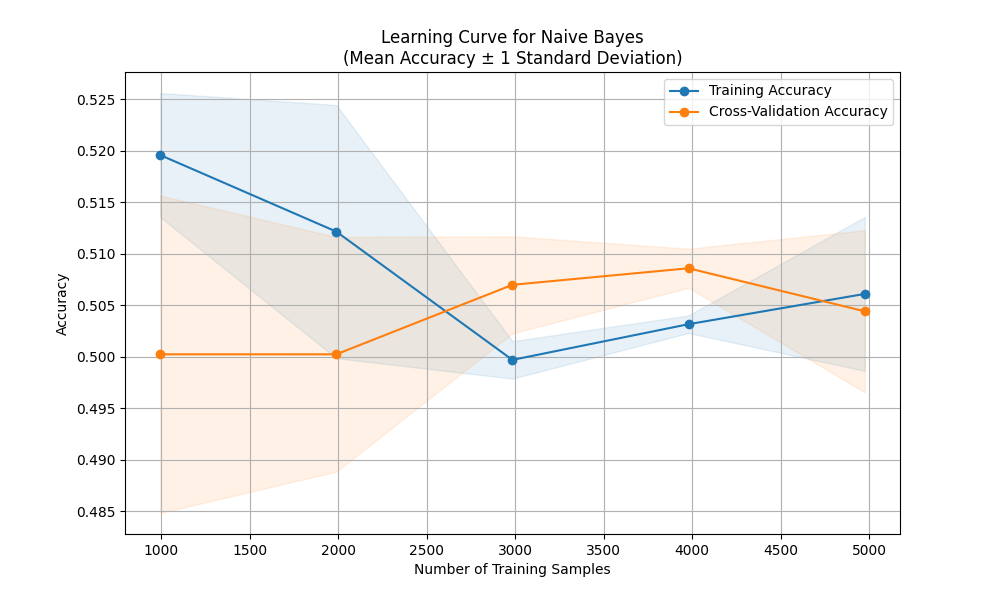 Learning Curve for Naive Bayes
(Mean Accuracy ± 1 Standard Deviation)
Training Accuracy
Cross-Validation Accuracy
Accuracy
0.525
0.520
0.515
0.510
0.505
0.500
0.495
0.490
0.485
1000 1500 2000 2500 3000 3500 4000 4500 5000
Number of Training Samples